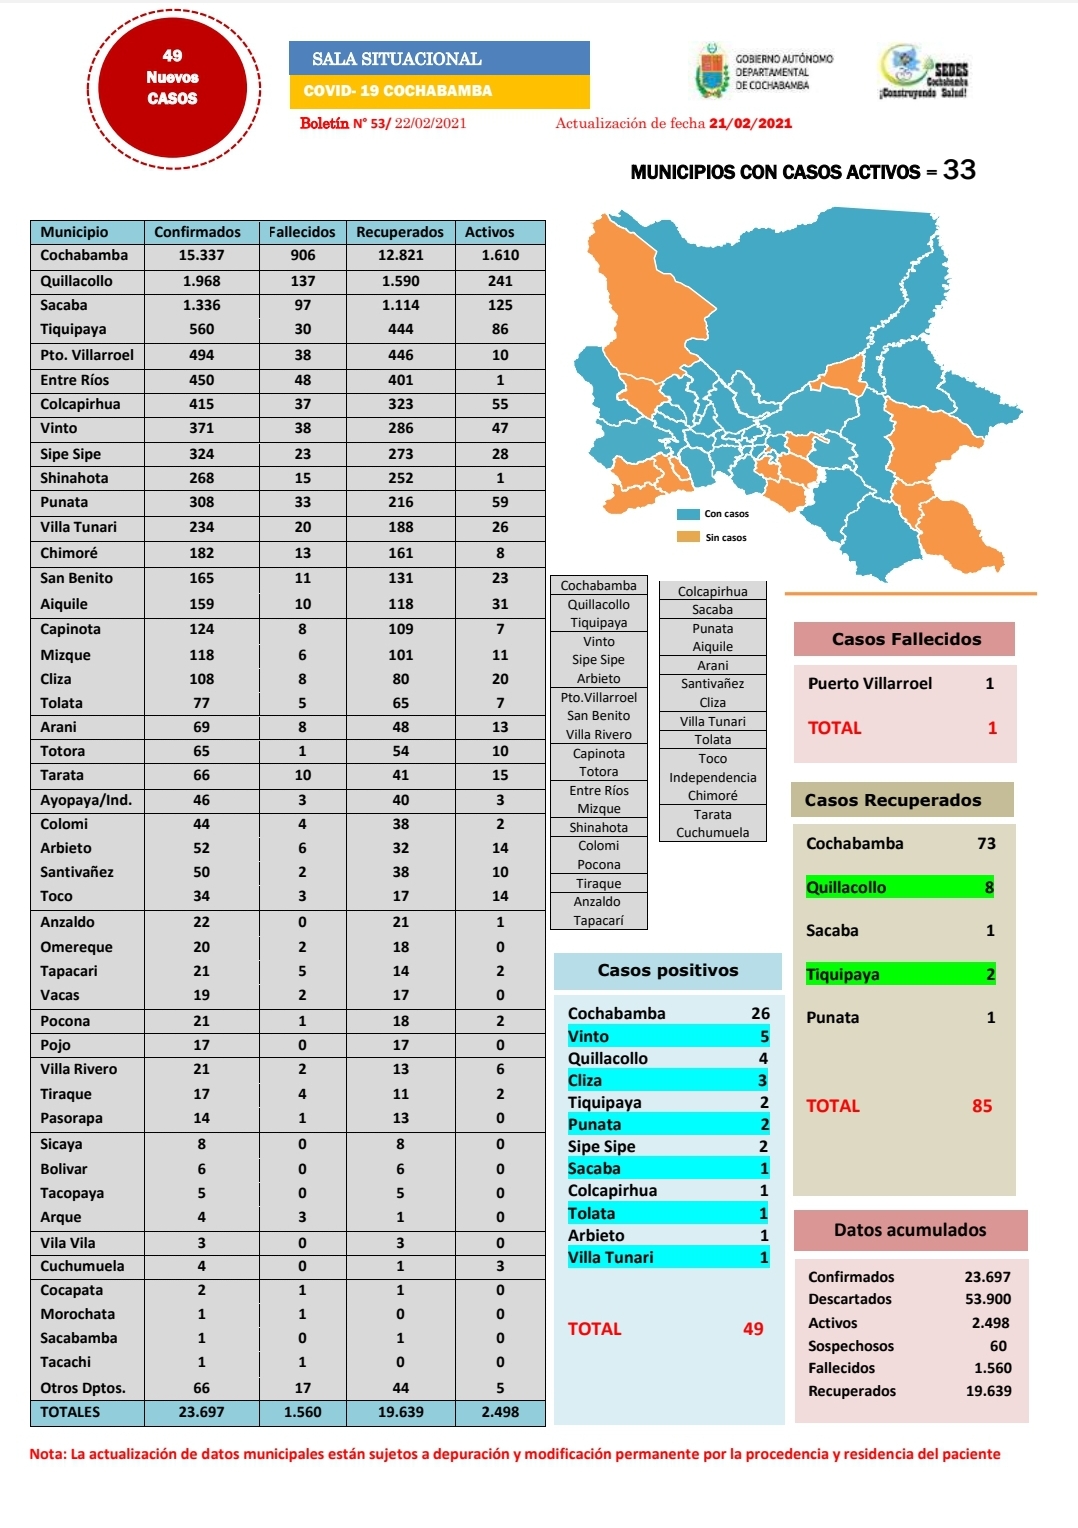 49
Nuevos
CASOS
SALA SITUACIONAL
COVID- 19 COCHABAMBA
Boletín N° 53/ 22/02/2021
Actualización de fecha 21/02/2021
GOBIERNO AUTÓNOMO
DEPARTAMENTAL
DE COCHABAMBA
SEDES
Cochabamba
¡Construyendo Salud!
MUNICIPIOS CON CASOS ACTIVOS = 33
Municipio Confirmados Fallecidos Recuperados Activos
Cochabamba 15.337 906 12.821 1.610
Quillacollo 1.968 137 1.590 241
Sacaba 1.336 97 1.114 125
Tiquipaya 560 30 444 86
Pto. Villarroel 494 38 446 10
Entre Ríos 450 48 401 1
Colcapirhua 415 37 323 55
Vinto 371 38 286 47
Sipe Sipe 324 23 273 28
Shinahota 268 15 252 1
Punata 308 33 216 59
Villa Tunari 234 20 188 26
Chimoré 182 13 161 8
San Benito 165 11 131 23
Aiquile 159 10 118 31
Capinota 124 8 109 7
Mizque 118 6 101 11
Cliza 108 8 80 20
Tolata 77 5 65 7
Arani 69 8 48 13
Totora 65 1 54 10
Tarata 66 10 41 15
Ayopaya/Ind. 46 3 40 3
Colomi 44 4 38 2
Arbieto 52 6 32 14
Santivañez 50 2 38 10
Toco 34 3 17 14
Anzaldo 22 0 21 1
Omereque 20 2 18 0
Tapacari 21 5 14 2
Vacas 19 2 17 0
Pocona 21 1 18 2
Pojo 17 0 17 0
Villa Rivero 21 2 13 6
Tiraque 17 4 11 2
Pasorapa 14 1 13 0
Sicaya 8 0 8 0
Bolivar 6 0 6 0
Tacopaya 5 0 5 0
Arque 4 3 1 0
Vila Vila 3 0 3 0
Cuchumuela 4 0 1 3
Cocapata 2 1 1 0
Morochata 1 1 0 0
Sacabamba 1 0 1 0
Tacachi 1 1 0 0
Otros Dptos. 66 17 44 5
TOTALES 23.697 1.560 19.639 2.498
Con casos
Sin casos
Cochabamba
Quillacollo
Tiquipaya
Vinto
Sipe Sipe
Arbieto
Pto.Villarroel
San Benito
Villa Rivero
Capinota
Totora
Entre Ríos
Mizque
Shinahota
Colomi
Pocona
Tiraque
Anzaldo
Tapacarí
Colcapirhua
Sacaba
Punata
Aiquile
Arani
Santivañez
Cliza
Villa Tunari
Tolata
Toco
Independencia
Chimoré
Tarata
Cuchumuela
Casos positivos
Cochabamba 26
Vinto 5
Quillacollo 4
Cliza 3
Tiquipaya 2
Punata 2
Sipe Sipe 2
Sacaba 1
Colcapirhua 1
Tolata 1
Arbieto 1
Villa Tunari 1
TOTAL 49
Casos Fallecidos
Puerto Villarroel 1
TOTAL 1
Casos Recuperados
Cochabamba 73
Quillacollo 8
Sacaba 1
Tiquipaya 2
Punata 1
TOTAL 85
Datos acumulados
Confirmados 23.697
Descartados 53.900
Activos 2.498
Sospechosos 60
Fallecidos 1.560
Recuperados 19.639
Nota: La actualización de datos municipales están sujetos a depuración y modificación permanente por la procedencia y residencia del paciente